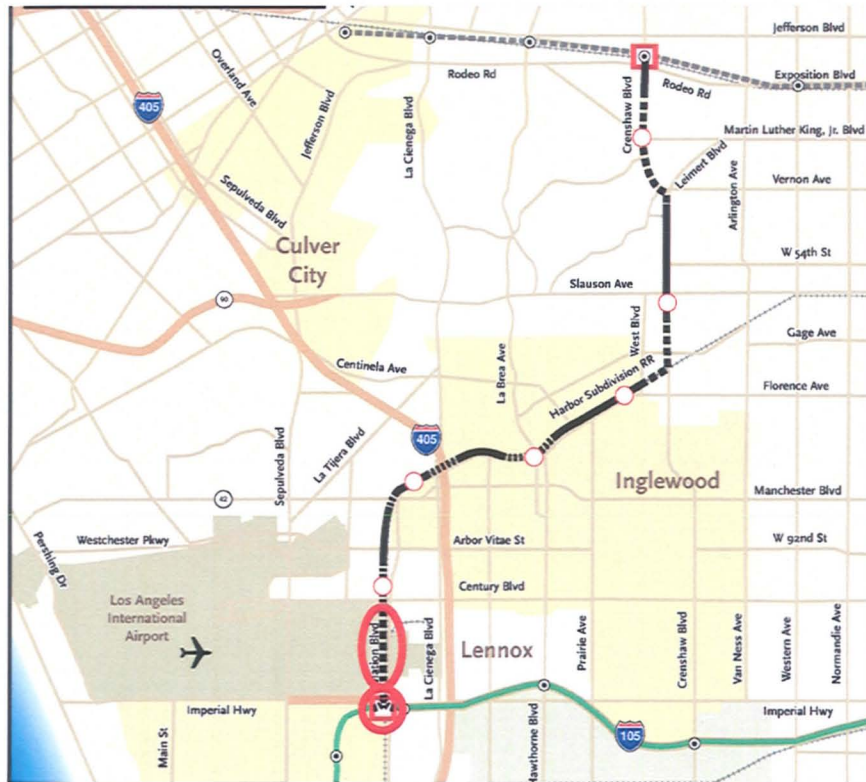 Jefferson Blvd
Overland Ave
Rodeo Rd
Exposition Blvd
Rodeo Rd
405
Jefferson Blvd
La Cienega Blvd
Crenshaw Blvd
Martin Luther King, Jr. Blvd
Leimert Blvd
Vernon Ave
Arlington Ave
Sepulveda Blvd
Culver
City
W 54th St
Slauson Ave
90
West Blvd
Gage Ave
Centinela Ave
La Brea Ave
Harbor Subdivision RR
Florence Ave
405
Sepulveda Blvd
La Tijera Blvd
Inglewood
42
Manchester Blvd
Westchester Pkwy
Arbor Vitae St
W 92nd St
Pershing Dr
Century Blvd
Los Angeles
International
Airport
La Cienega Blvd
Lennox
Prairie Ave
Crenshaw Blvd
Van Ness Ave
Western Ave
Normandie Ave
Imperial Hwy
Imperial Hwy
Main St
Hawthorne Blvd
105